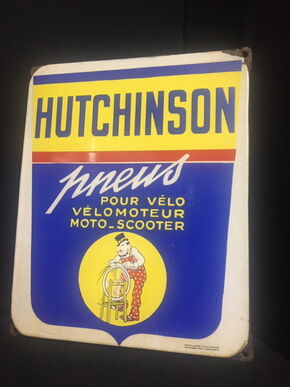 HUTCHINSON
pneus
POUR VÉLO
VÉLOMOTEUR
MOTO-SCOOTER